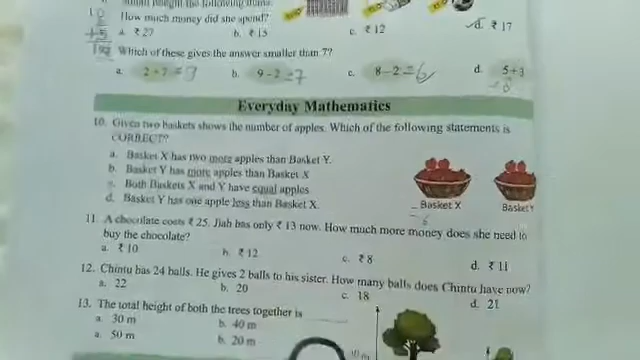 How much money did she spend?
a. ₹ 27 b. ₹ 15 c. ₹ 12 d. ₹ 17
Which of these gives the answer smaller than 7?
a. b. 9 - 2 = 7 c. 8 - 2 = 6 d. 5 + 3
Everyday Mathematics
10. Given two baskets shows the number of apples. Which of the following statements is
CORRECT?
a. Basket X has two more apples than Basket Y.
b. Basket Y has more apples than Basket X
c. Both Baskets X and Y have equal apples
d. Basket Y has one apple less than Basket X.
Basket X Basket Y
6
11. A chocolate costs ₹ 25. Jiah has only ₹ 13 now. How much more money does she need to
buy the chocolate?
a. ₹ 10 b. ₹ 12 c. ₹ 8 d. ₹ 11
12. Chintu has 24 balls. He gives 2 balls to his sister. How many balls does Chintu have now?
a. 22 b. 20 c. 18 d. 21
13. The total height of both the trees together is
a. 30 m b. 40 m
a. 50 m b. 20 m